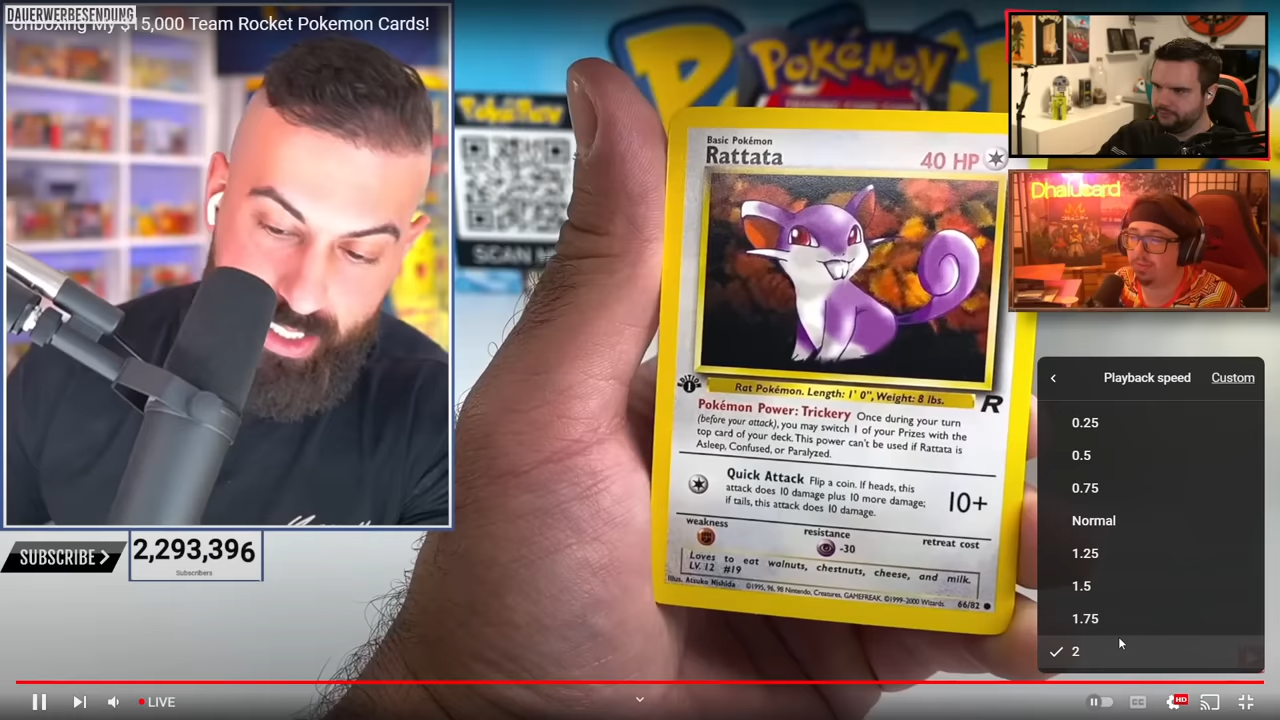 DAUERWERBESENDUNG
Unboxing My $15,000 Team Rocket Pokemon Cards!
POKÉMON
SCAN
Dhalucard
Basic Pokémon
Rattata
40 HP
EDITION
1
Rat Pokémon. Length: 1' 0", Weight: 8 lbs.
R
Pokémon Power: Trickery Once during your turn
(before your attack), you may switch 1 of your Prizes with the
top card of your deck. This power can't be used if Rattata is
Asleep, Confused, or Paralyzed.
Quick Attack Flip a coin. If heads, this
attack does 10 damage plus 10 more damage;
if tails, this attack does 10 damage.
10+
weakness
resistance
retreat cost
-30
Loves to eat walnuts, chestnuts, cheese, and milk.
LV. 12 #19
Illus. Atsuko Nishida ©1995, 96, 98 Nintendo, Creatures, GAMEFREAK. ©1999-2000 Wizards. 66/82
SUBSCRIBE >
2,293,396
Subscribers
Playback speed
Custom
0.25
0.5
0.75
Normal
1.25
1.5
1.75
2
LIVE
CC
HD